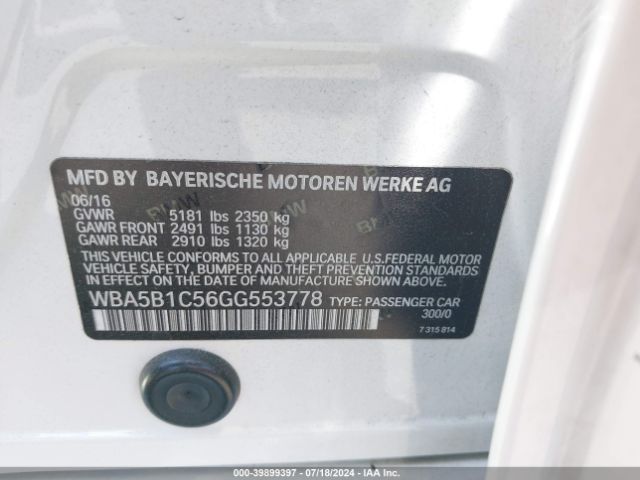 MFD BY BAYERISCHE MOTOREN WERKE AG
06/16
GVWR 5181 lbs 2350 kg
GAWR FRONT 2491 lbs 1130 kg
GAWR REAR 2910 lbs 1320 kg
THIS VEHICLE CONFORMS TO ALL APPLICABLE U.S.FEDERAL MOTOR
VEHICLE SAFETY, BUMPER, AND THEFT PREVENTION STANDARDS
IN EFFECT ON THE DATE OF MANUFACTURE SHOWN ABOVE.
WBA5B1C56GG553778 TYPE: PASSENGER CAR
300/0
7 315 814
000-39899397 / 07/18/2024 - IAAI.COM